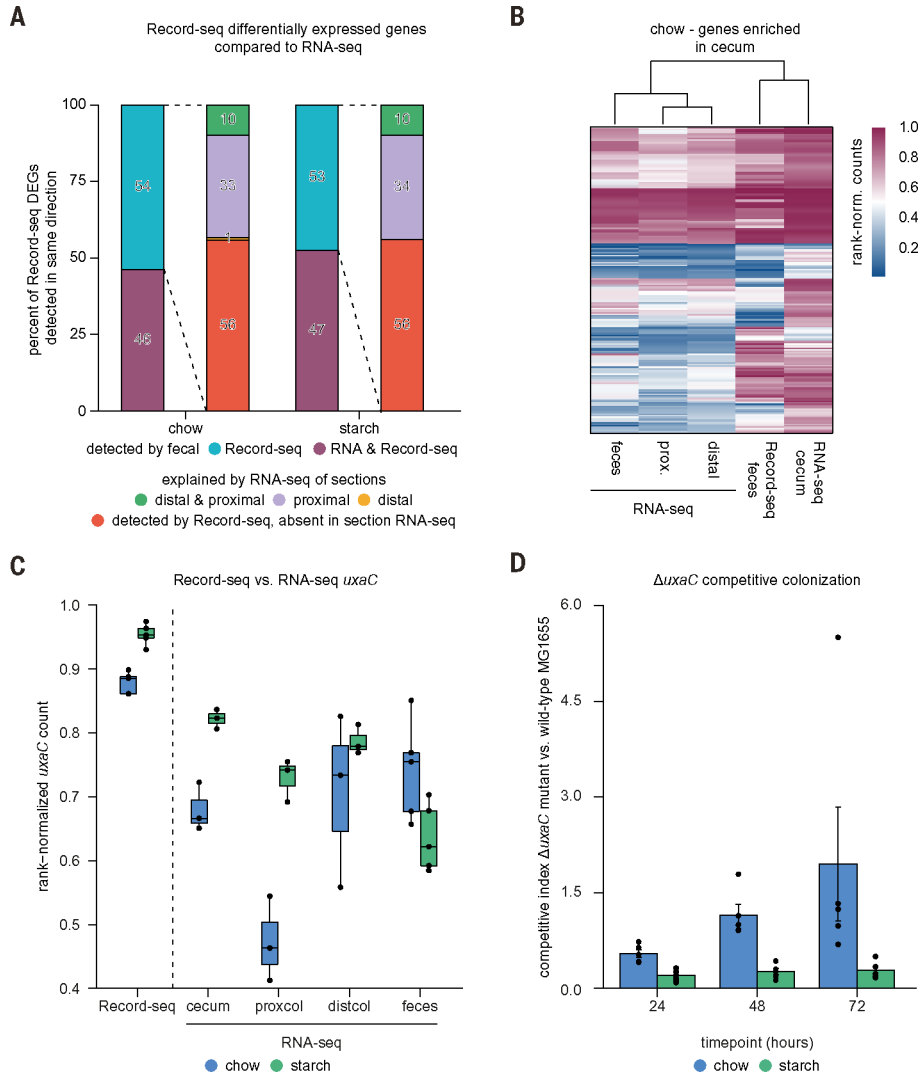 A
Record-seq differentially expressed genes
compared to RNA-seq
percent of Record-seq DEGs
detected in same direction
100
75
50
25
0
54
46
10
33
1
56
53
47
10
34
56
chow
starch
detected by fecal Record-seq RNA & Record-seq
explained by RNA-seq of sections
distal & proximal proximal distal
detected by Record-seq, absent in section RNA-seq
B
chow - genes enriched
in cecum
feces
prox.
distal
Record-seq
feces
RNA-seq
cecum
RNA-seq
rank-norm. counts
1.0
0.8
0.6
0.4
0.2
C
Record-seq vs. RNA-seq uxaC
rank–normalized uxaC count
1.0
0.9
0.8
0.7
0.6
0.5
0.4
Record-seq cecum proxcol distcol feces
RNA-seq
chow starch
D
ΔuxaC competitive colonization
competitive index ΔuxaC mutant vs. wild-type MG1655
6.0
4.5
3.0
1.5
0.0
24 48 72
timepoint (hours)
chow starch